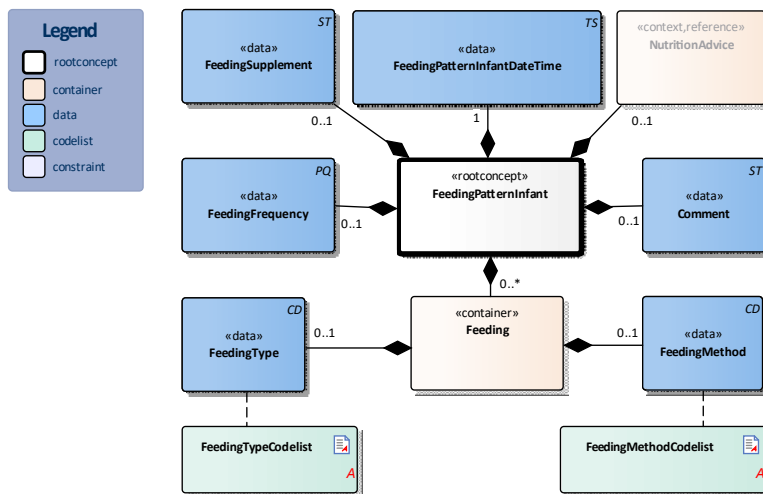 Legend
rootconcept
container
data
codelist
constraint
ST
«data»
FeedingSupplement
TS
«data»
FeedingPatternInfantDateTime
«context,reference»
NutritionAdvice
0..1
1
0..1
PQ
«data»
FeedingFrequency
0..1
«rootconcept»
FeedingPatternInfant
ST
«data»
Comment
0..1
0..*
CD
«data»
FeedingType
0..1
«container»
Feeding
CD
«data»
FeedingMethod
0..1
FeedingTypeCodelist
A
A
FeedingMethodCodelist
A
A